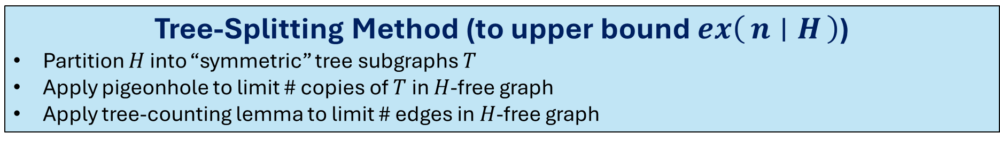 Tree-Splitting Method (to upper bound ex( n | H ))
• Partition H into “symmetric” tree subgraphs T
• Apply pigeonhole to limit # copies of T in H-free graph
• Apply tree-counting lemma to limit # edges in H-free graph